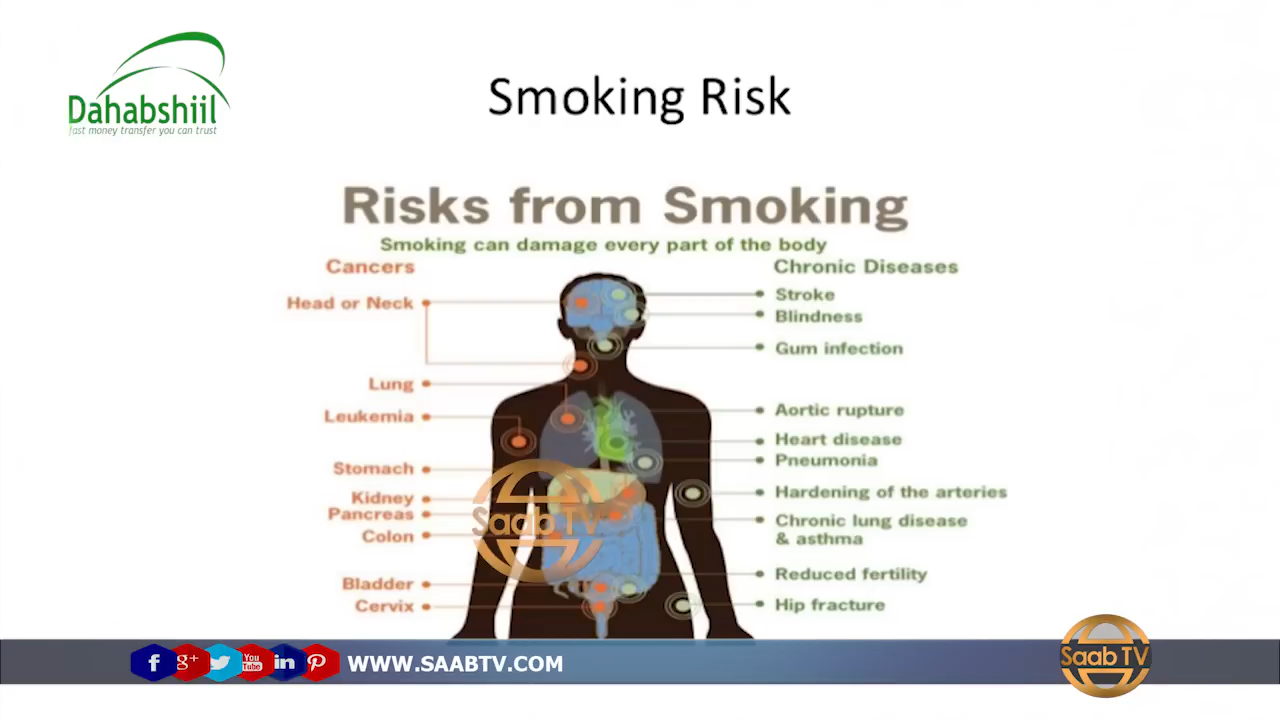 Dahabshiil
fast money transfer you can trust
Smoking Risk
Risks from Smoking
Smoking can damage every part of the body
Cancers
Head or Neck
Lung
Leukemia
Stomach
Kidney
Pancreas
Colon
Bladder
Cervix
Chronic Diseases
Stroke
Blindness
Gum infection
Aortic rupture
Heart disease
Pneumonia
Hardening of the arteries
Chronic lung disease
& asthma
Reduced fertility
Hip fracture
Saab TV
f g+ You Tube in
WWW.SAABTV.COM
Saab TV